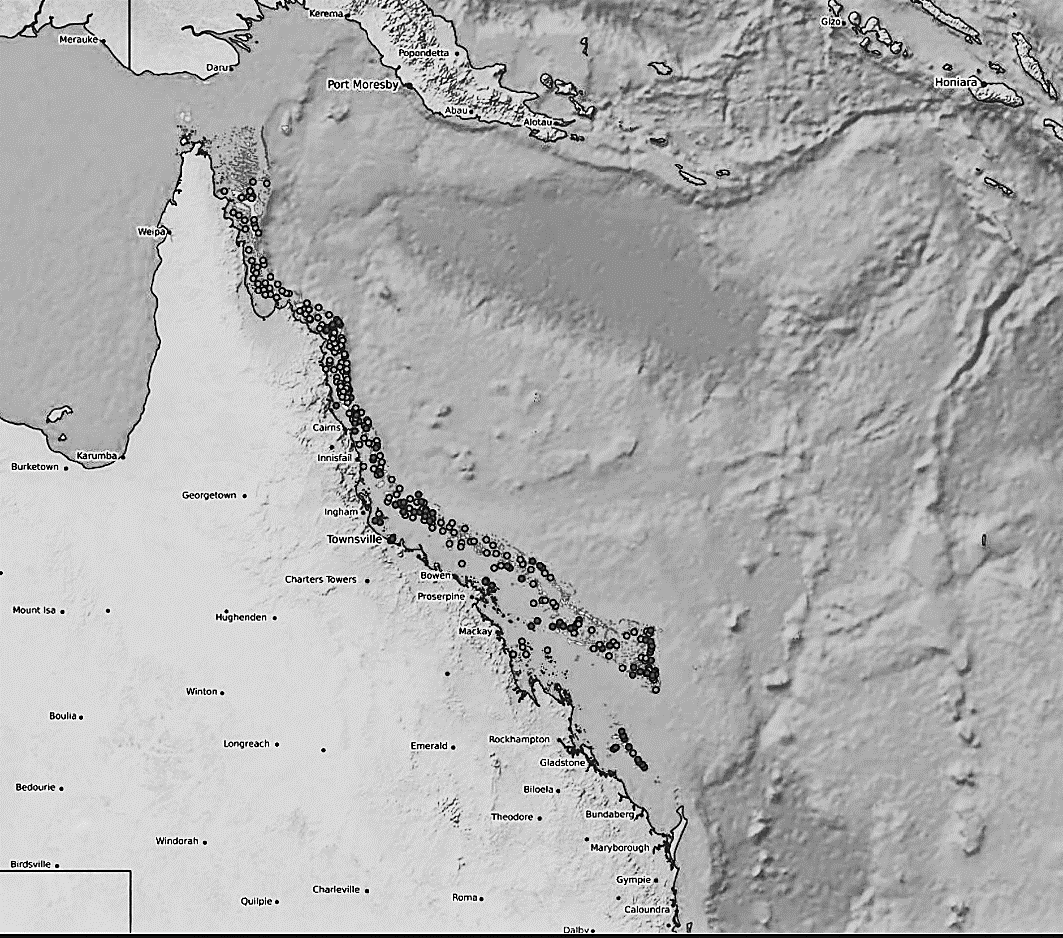 Kerema
Gizo
Merauke
Popondetta
Daru
Port Moresby
Honiara
Abau
Alotau
Weipa
Cairns
Karumba
Innisfail
Burketown
Georgetown
Ingham
Townsville
Charters Towers
Bowen
Proserpine
Mount Isa
Hughenden
Mackay
Winton
Boulia
Rockhampton
Longreach
Emerald
Gladstone
Bedourie
Biloela
Theodore
Bundaberg
Windorah
Maryborough
Birdsville
Gympie
Charleville
Roma
Quilpie
Caloundra
Dalby